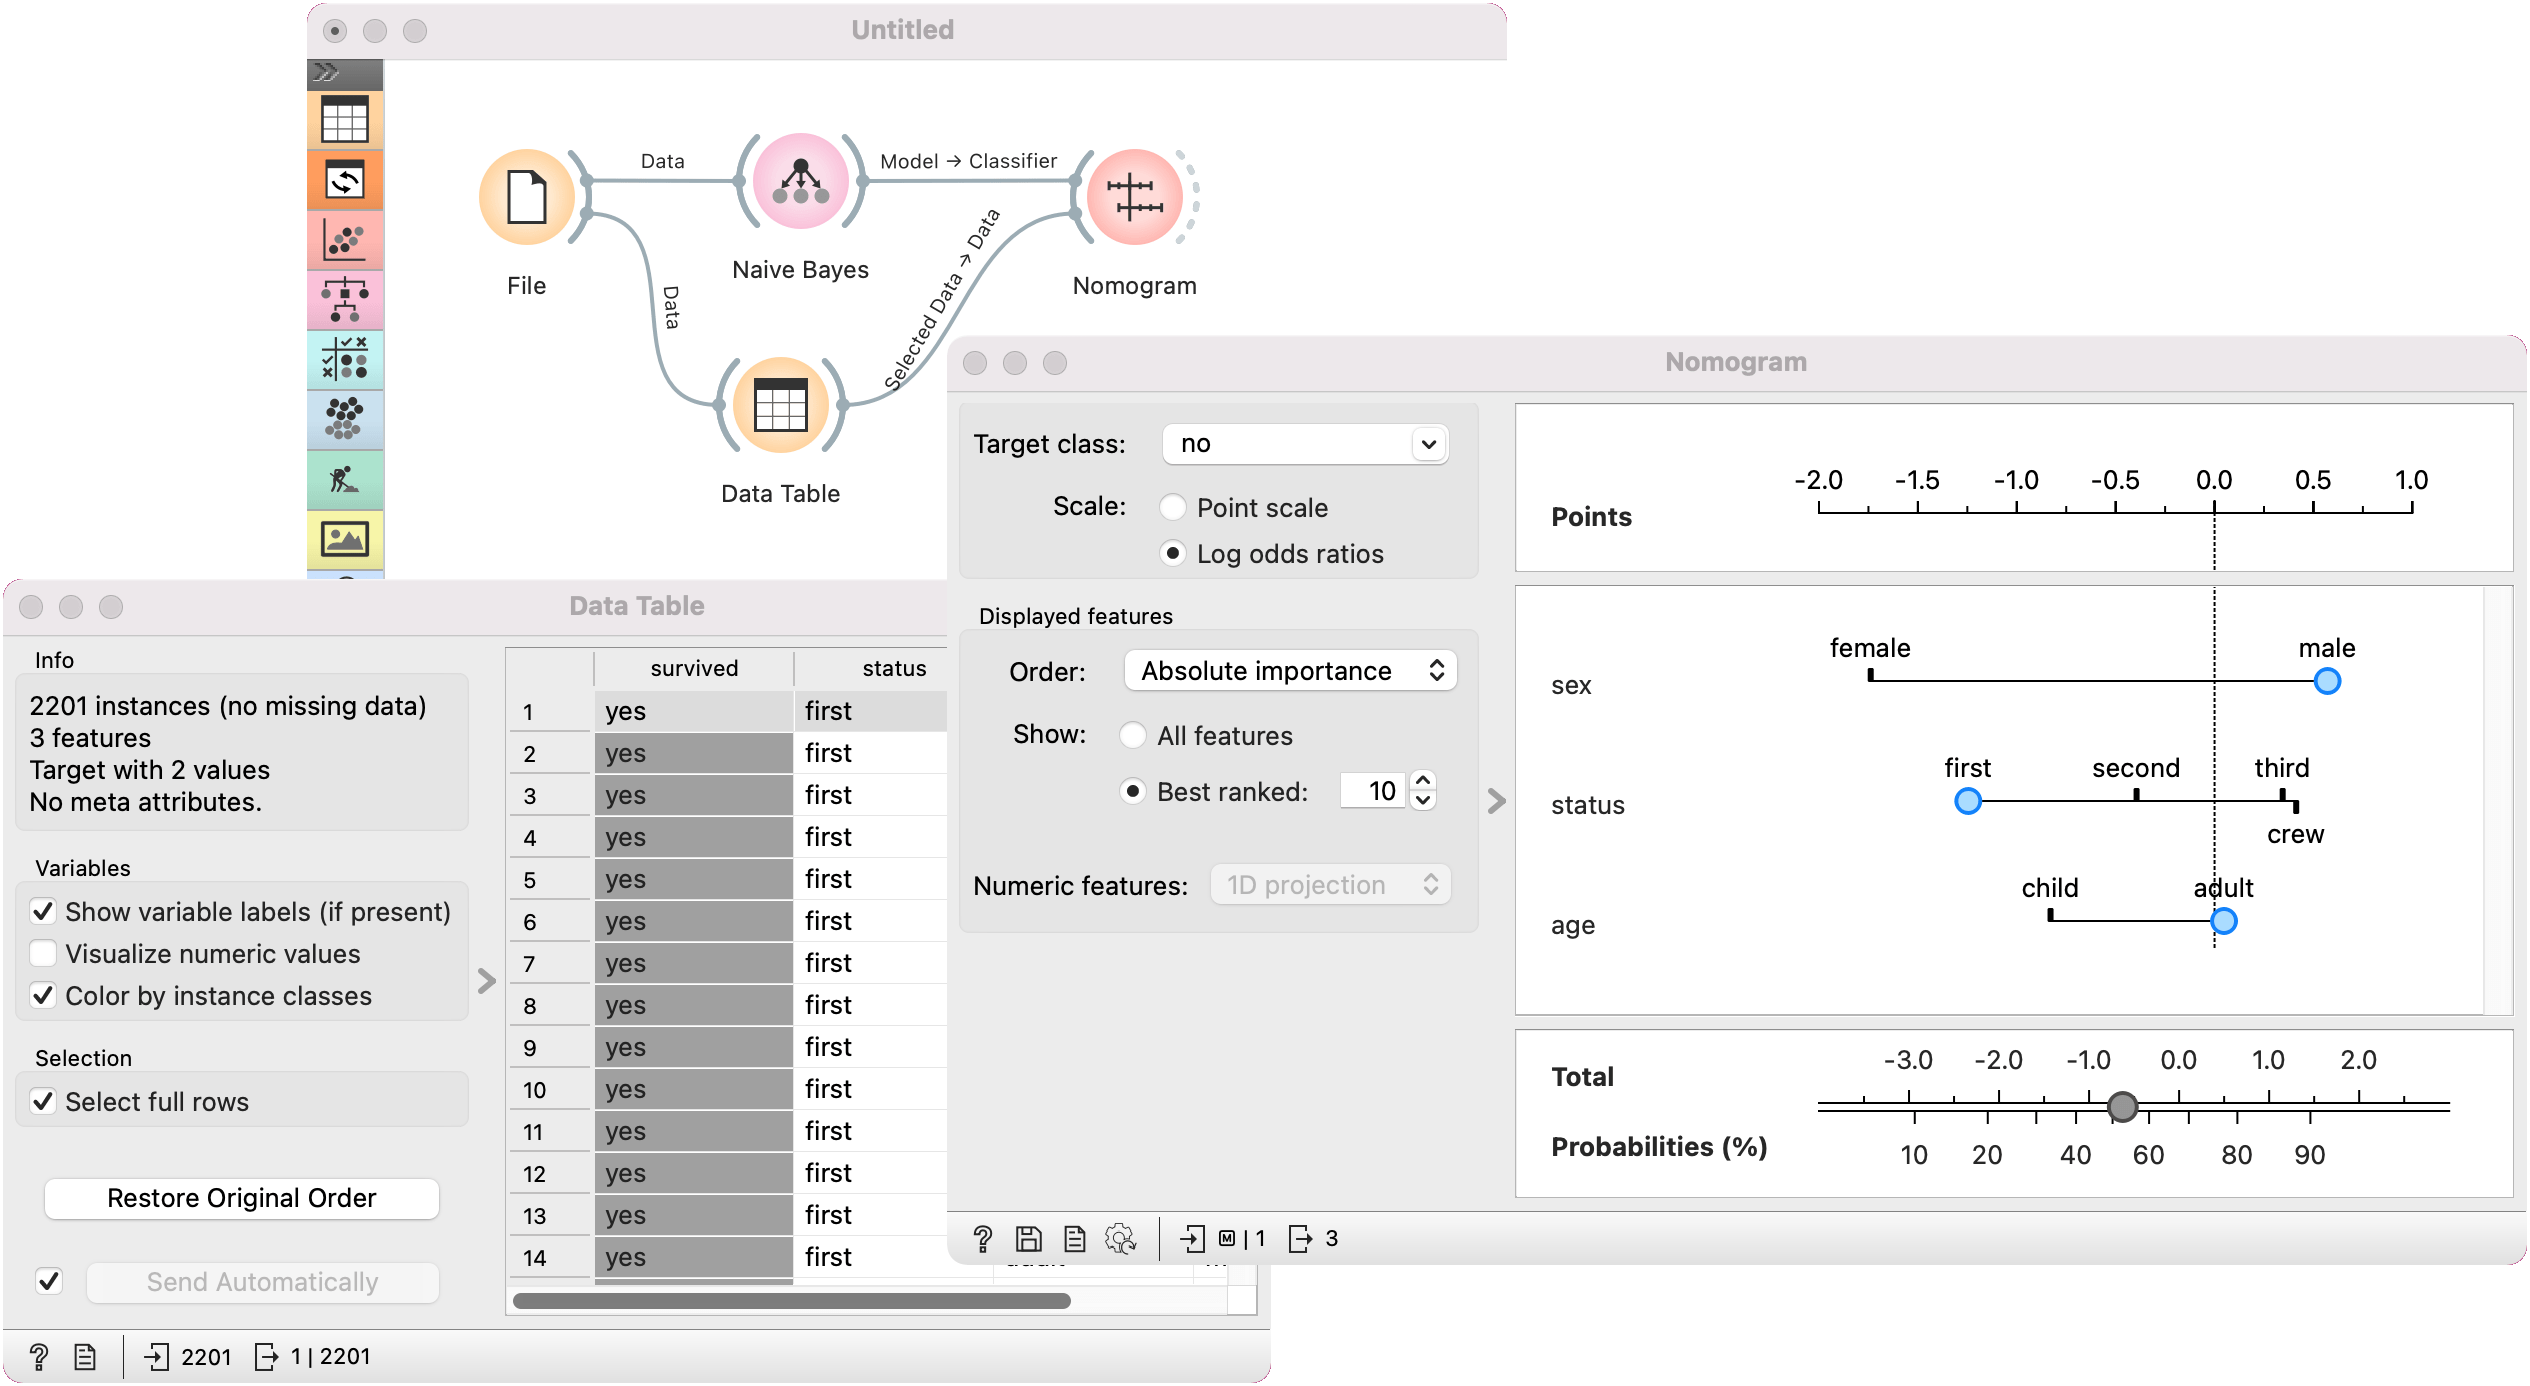 Untitled
Data
Model → Classifier
File
Naive Bayes
Nomogram
Data
Selected Data → Data
Data Table
Nomogram
Target class: no
Scale: Point scale
Log odds ratios
Displayed features
Order: Absolute importance
Show: All features
Best ranked: 10
Numeric features: 1D projection
-2.0 -1.5 -1.0 -0.5 0.0 0.5 1.0
Points
female male
sex
first second third
status
crew
child adult
age
-3.0 -2.0 -1.0 0.0 1.0 2.0
Total
Probabilities (%)
10 20 40 60 80 90
? M | 1 3
Data Table
Info
2201 instances (no missing data)
3 features
Target with 2 values
No meta attributes.
Variables
Show variable labels (if present)
Visualize numeric values
Color by instance classes
Selection
Select full rows
Restore Original Order
Send Automatically
survived status
1 yes first
2 yes first
3 yes first
4 yes first
5 yes first
6 yes first
7 yes first
8 yes first
9 yes first
10 yes first
11 yes first
12 yes first
13 yes first
14 yes first
? 2201 1 | 2201